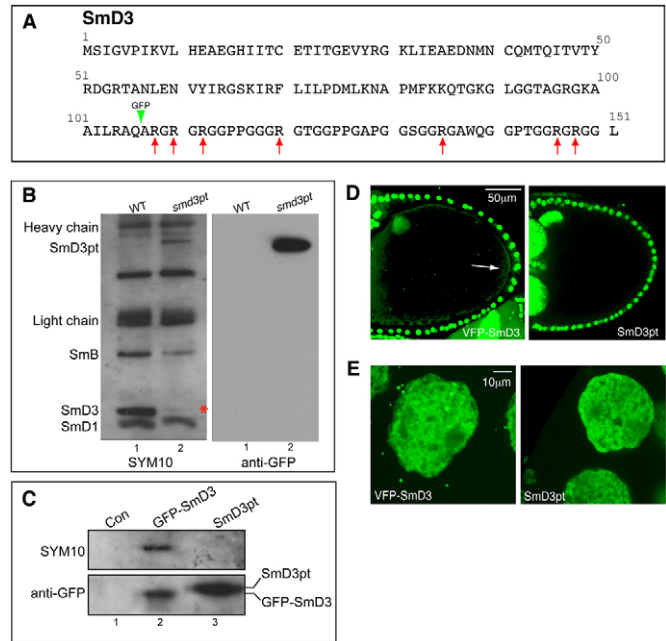 A
SmD3
1 50
MSIGVPIKVL HEAEGHIITC ETITGEVYRG KLIEAEDNMN CQMTQITVTY
51 100
RDGRTANLEN VYIRGSKIRF LILPDMLKNA PMFKKQTGKG LGGTAGRGKA
GFP
101 151
AILRAQARGR GRGGPPGGGR GTGGPPGAPG GSGGRGAWQG GPTGGRGRGG L
B
WT smd3pt WT smd3pt
Heavy chain
SmD3pt
Light chain
SmB
SmD3 *
SmD1
1 2 1 2
SYM10 anti-GFP
C
Con GFP-SmD3 SmD3pt
SYM10
anti-GFP
SmD3pt
GFP-SmD3
1 2 3
D
50µm
VFP-SmD3 SmD3pt
E
10µm
VFP-SmD3 SmD3pt